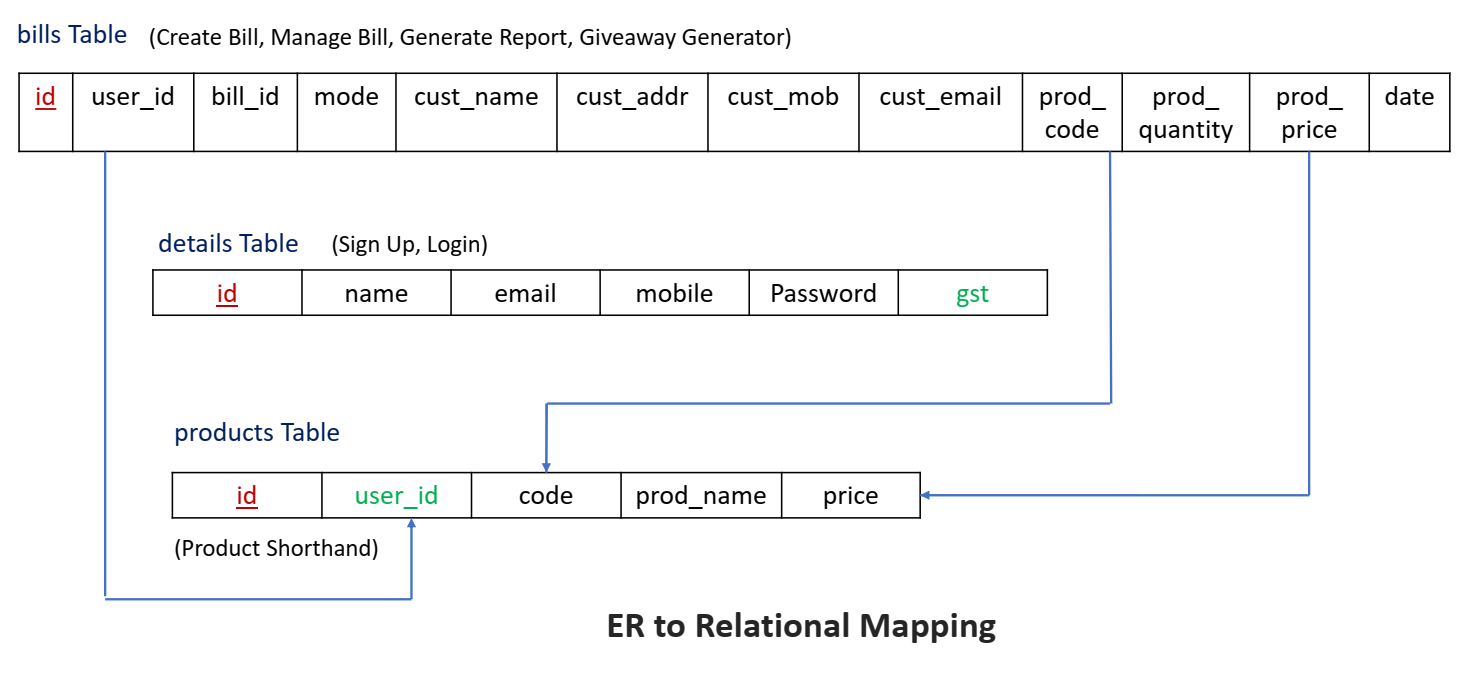 bills Table (Create Bill, Manage Bill, Generate Report, Giveaway Generator)
id user_id bill_id mode cust_name cust_addr cust_mob cust_email prod_ prod_ prod_ date
code quantity price
details Table (Sign Up, Login)
id name email mobile Password gst
products Table
id user_id code prod_name price
(Product Shorthand)
ER to Relational Mapping